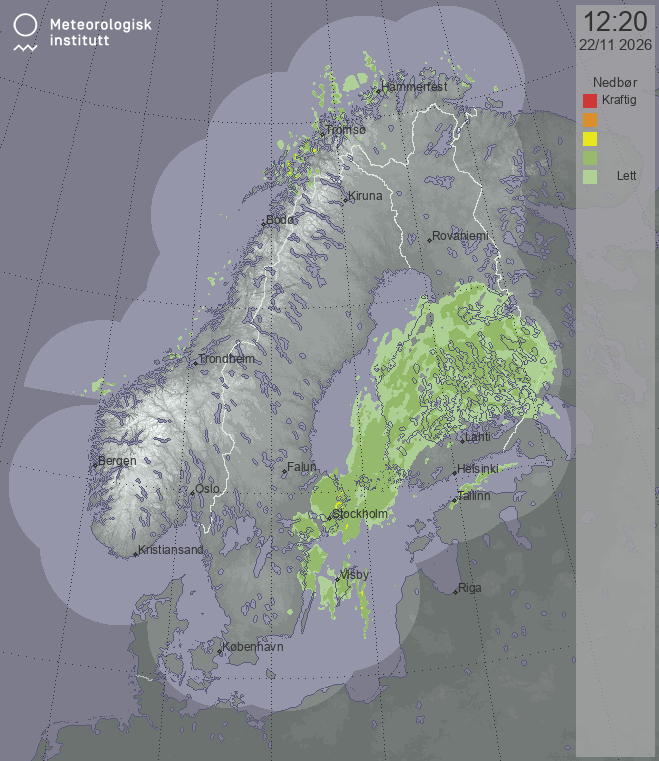 Meteorologisk
institutt
12:20
22/11 2026
Nedbør
Kraftig
Lett
Hammerfest
Tromsø
Kiruna
Bodø
Rovaniemi
Trondheim
Lahti
Bergen
Falun
Helsinki
Oslo
Tallinn
Stockholm
Kristiansand
Visby
Riga
København